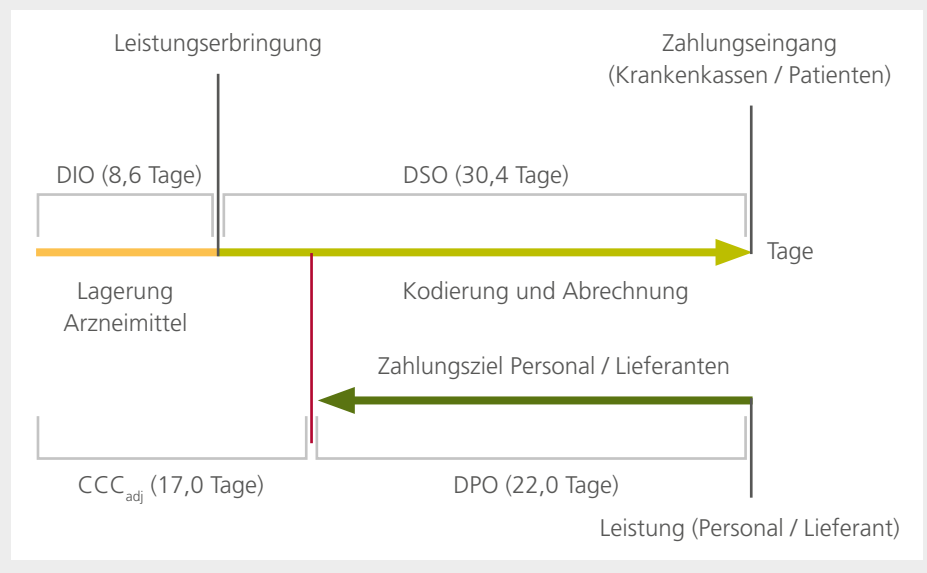 Leistungserbringung
Zahlungseingang
(Krankenkassen / Patienten)
DIO (8,6 Tage)
DSO (30,4 Tage)
Tage
Lagerung
Arzneimittel
Kodierung und Abrechnung
Zahlungsziel Personal / Lieferanten
CCCadj (17,0 Tage)
DPO (22,0 Tage)
Leistung (Personal / Lieferant)